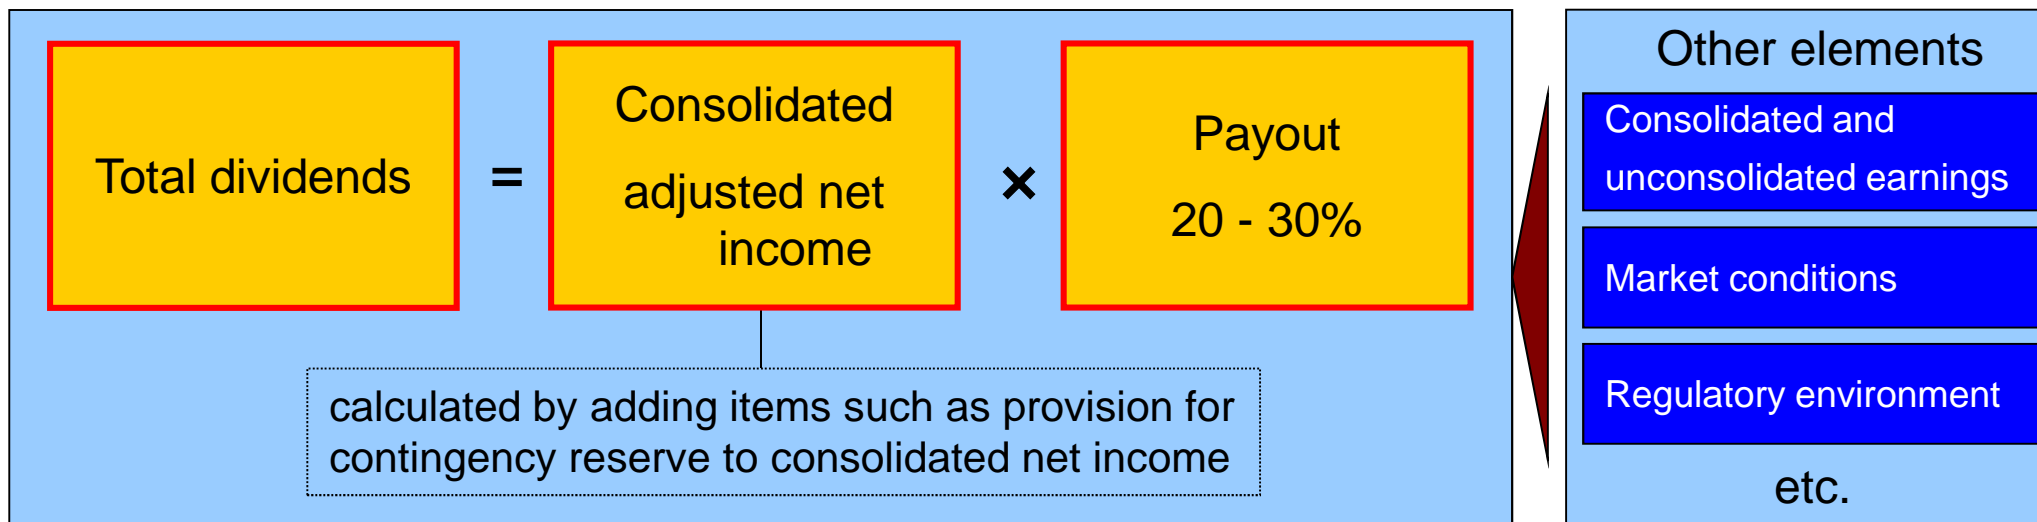 Total dividends
=
Consolidated
adjusted net
income
×
Payout
20 - 30%
calculated by adding items such as provision for
contingency reserve to consolidated net income
Other elements
Consolidated and
unconsolidated earnings
Market conditions
Regulatory environment
etc.